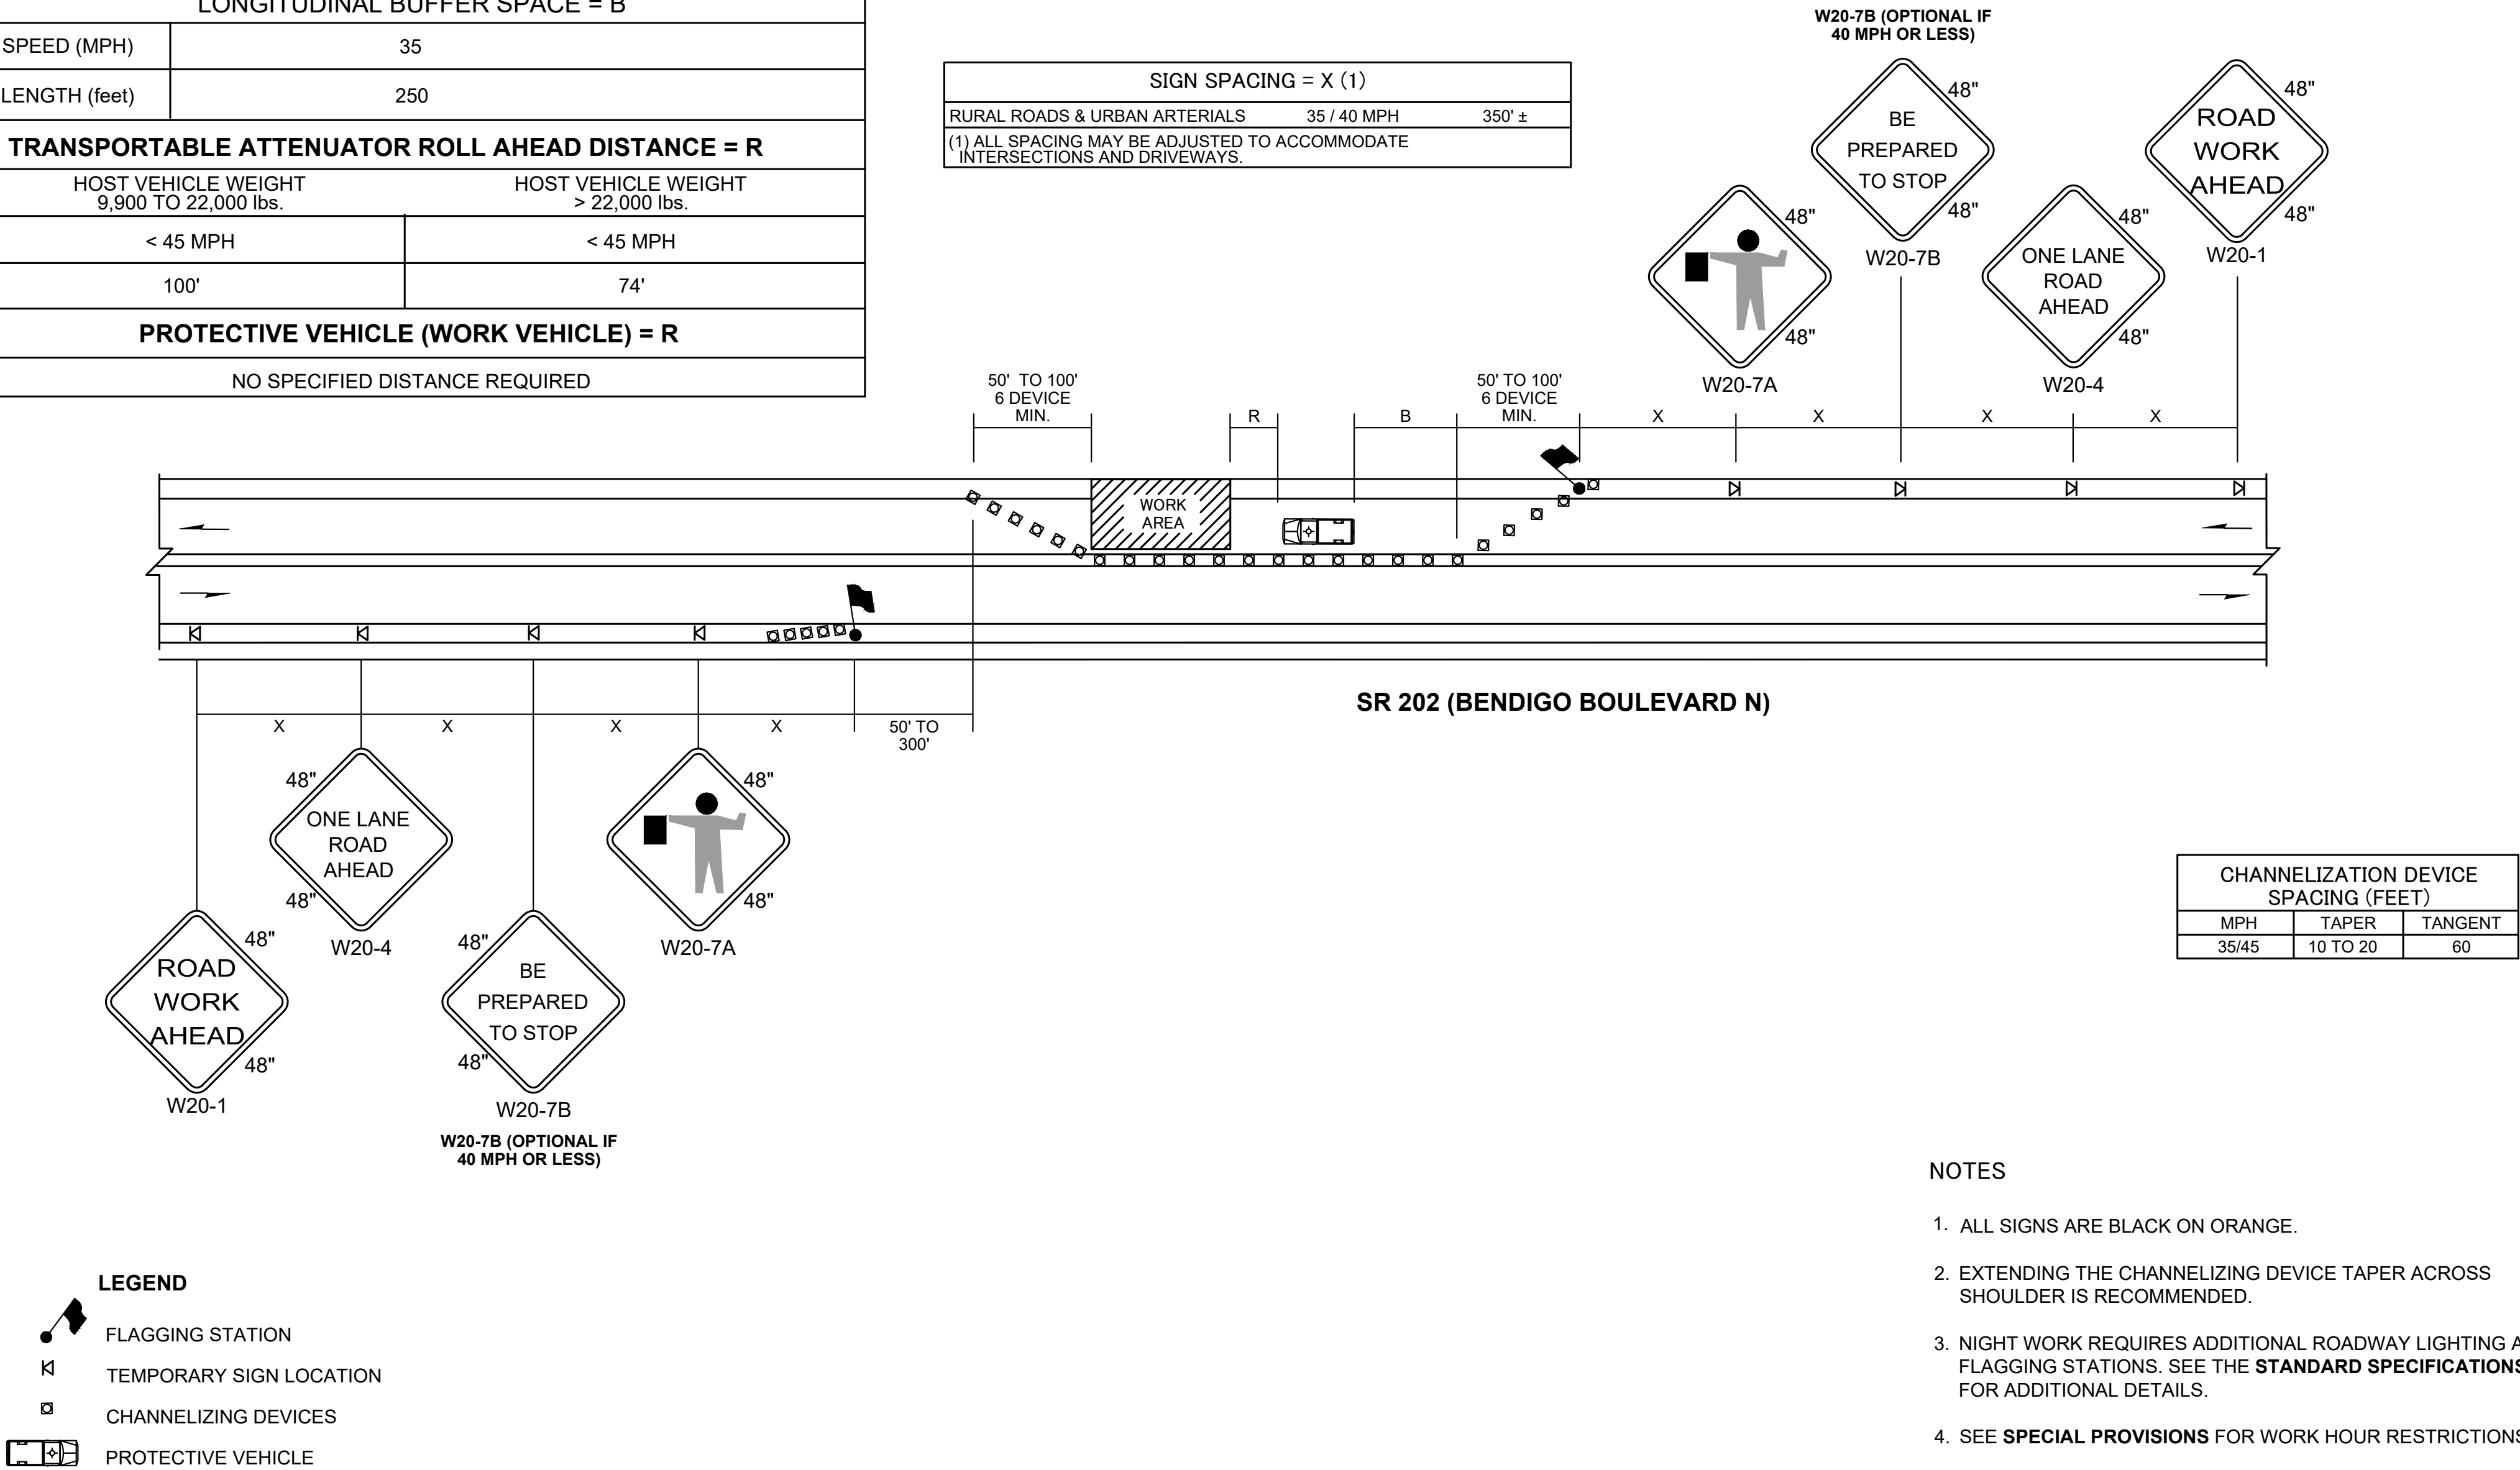 LONGITUDINAL BUFFER SPACE = B
SPEED (MPH) 35
LENGTH (feet) 250
TRANSPORTABLE ATTENUATOR ROLL AHEAD DISTANCE = R
HOST VEHICLE WEIGHT
9,900 TO 22,000 lbs.
HOST VEHICLE WEIGHT
> 22,000 lbs.
< 45 MPH < 45 MPH
100' 74'
PROTECTIVE VEHICLE (WORK VEHICLE) = R
NO SPECIFIED DISTANCE REQUIRED
SIGN SPACING = X (1)
RURAL ROADS & URBAN ARTERIALS 35 / 40 MPH 350' ±
(1) ALL SPACING MAY BE ADJUSTED TO ACCOMMODATE
INTERSECTIONS AND DRIVEWAYS.
W20-7B (OPTIONAL IF
40 MPH OR LESS)
48"
48"
W20-7A
BE
PREPARED
TO STOP
48"
48"
W20-7B
ONE LANE
ROAD
AHEAD
48"
48"
W20-4
ROAD
WORK
AHEAD
48"
48"
W20-1
50' TO 100'
6 DEVICE
MIN.
R
B
50' TO 100'
6 DEVICE
MIN.
X X X X
WORK
AREA
SR 202 (BENDIGO BOULEVARD N)
X X X X
50' TO
300'
ROAD
WORK
AHEAD
48"
48"
W20-1
48"
ONE LANE
ROAD
AHEAD
48"
W20-4
48"
BE
PREPARED
TO STOP
48"
W20-7B
W20-7B (OPTIONAL IF
40 MPH OR LESS)
48"
48"
W20-7A
CHANNELIZATION DEVICE
SPACING (FEET)
MPH TAPER TANGENT
35/45 10 TO 20 60
LEGEND
FLAGGING STATION
TEMPORARY SIGN LOCATION
CHANNELIZING DEVICES
PROTECTIVE VEHICLE
NOTES
1. ALL SIGNS ARE BLACK ON ORANGE.
2. EXTENDING THE CHANNELIZING DEVICE TAPER ACROSS
SHOULDER IS RECOMMENDED.
3. NIGHT WORK REQUIRES ADDITIONAL ROADWAY LIGHTING
FLAGGING STATIONS. SEE THE STANDARD SPECIFICATIONS
FOR ADDITIONAL DETAILS.
4. SEE SPECIAL PROVISIONS FOR WORK HOUR RESTRICTIONS